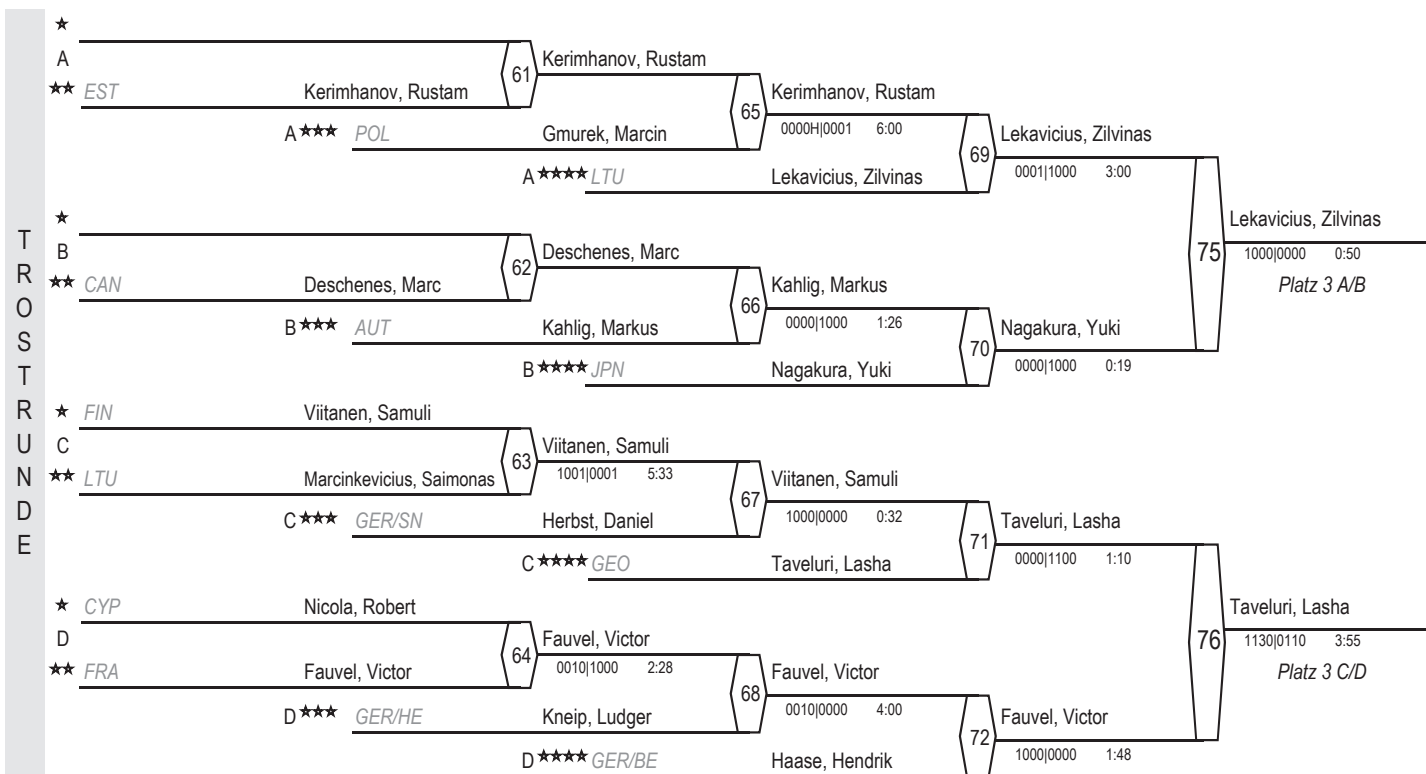 TROSTRUNDE
★
A
61 Kerimhanov, Rustam
★★ EST Kerimhanov, Rustam
65 Kerimhanov, Rustam
0000H|0001 6:00
A ★★★ POL Gmurek, Marcin
69 Lekavicius, Zilvinas
0001|1000 3:00
A ★★★★ LTU Lekavicius, Zilvinas
75 Lekavicius, Zilvinas
1000|0000 0:50
Platz 3 A/B
★
B
62 Deschenes, Marc
★★ CAN Deschenes, Marc
66 Kahlig, Markus
0000|1000 1:26
B ★★★ AUT Kahlig, Markus
70 Nagakura, Yuki
0000|1000 0:19
B ★★★★ JPN Nagakura, Yuki
★ FIN Viitanen, Samuli
C
63 Viitanen, Samuli
1001|0001 5:33
★★ LTU Marcinkevicius, Saimonas
67 Viitanen, Samuli
1000|0000 0:32
C ★★★ GER/SN Herbst, Daniel
71 Taveluri, Lasha
0000|1100 1:10
C ★★★★ GEO Taveluri, Lasha
76 Taveluri, Lasha
1130|0110 3:55
Platz 3 C/D
★ CYP Nicola, Robert
D
64 Fauvel, Victor
0010|1000 2:28
★★ FRA Fauvel, Victor
68 Fauvel, Victor
0010|0000 4:00
D ★★★ GER/HE Kneip, Ludger
72 Fauvel, Victor
1000|0000 1:48
D ★★★★ GER/BE Haase, Hendrik